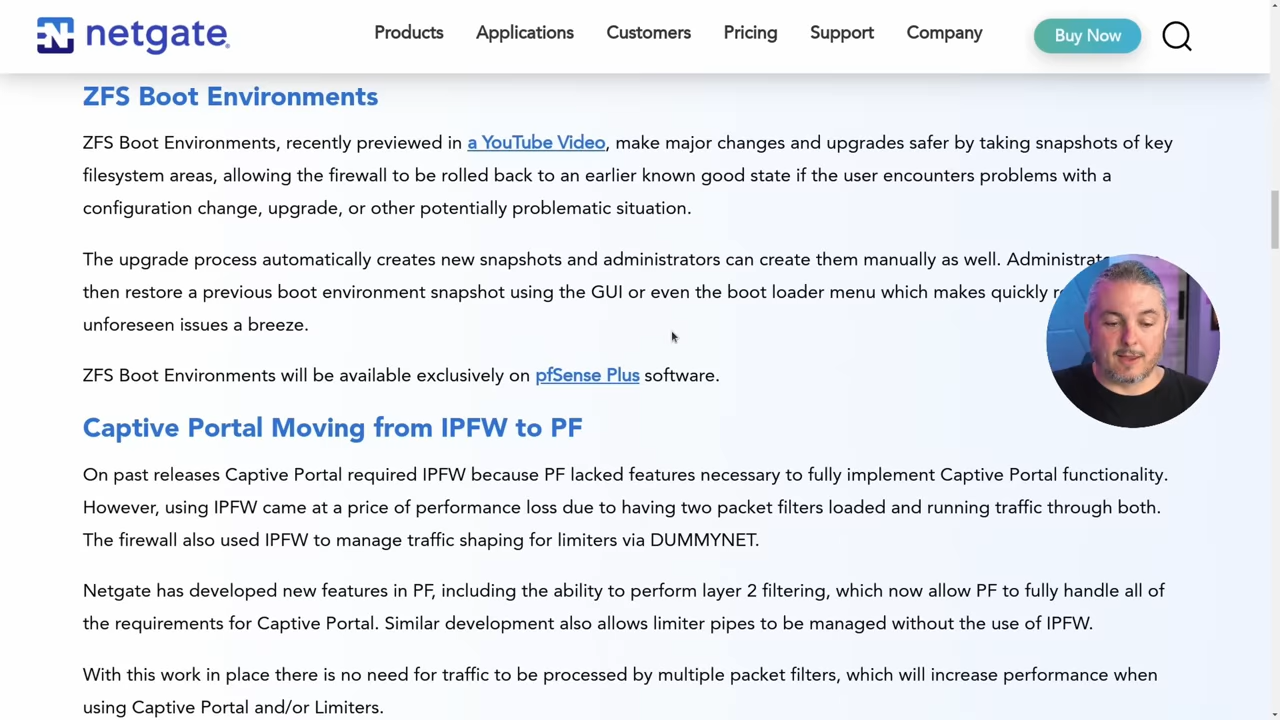 netgate
Products Applications Customers Pricing Support Company Buy Now
ZFS Boot Environments
ZFS Boot Environments, recently previewed in a YouTube Video, make major changes and upgrades safer by taking snapshots of key
filesystem areas, allowing the firewall to be rolled back to an earlier known good state if the user encounters problems with a
configuration change, upgrade, or other potentially problematic situation.
The upgrade process automatically creates new snapshots and administrators can create them manually as well.
then restore a previous boot environment snapshot using the GUI or even the boot loader menu which makes quickly
unforeseen issues a breeze.
ZFS Boot Environments will be available exclusively on pfSense Plus software.
Captive Portal Moving from IPFW to PF
On past releases Captive Portal required IPFW because PF lacked features necessary to fully implement Captive Portal functionality.
However, using IPFW came at a price of performance loss due to having two packet filters loaded and running traffic through both.
The firewall also used IPFW to manage traffic shaping for limiters via DUMMYNET.
Netgate has developed new features in PF, including the ability to perform layer 2 filtering, which now allow PF to fully handle all of
the requirements for Captive Portal. Similar development also allows limiter pipes to be managed without the use of IPFW.
With this work in place there is no need for traffic to be processed by multiple packet filters, which will increase performance when
using Captive Portal and/or Limiters.